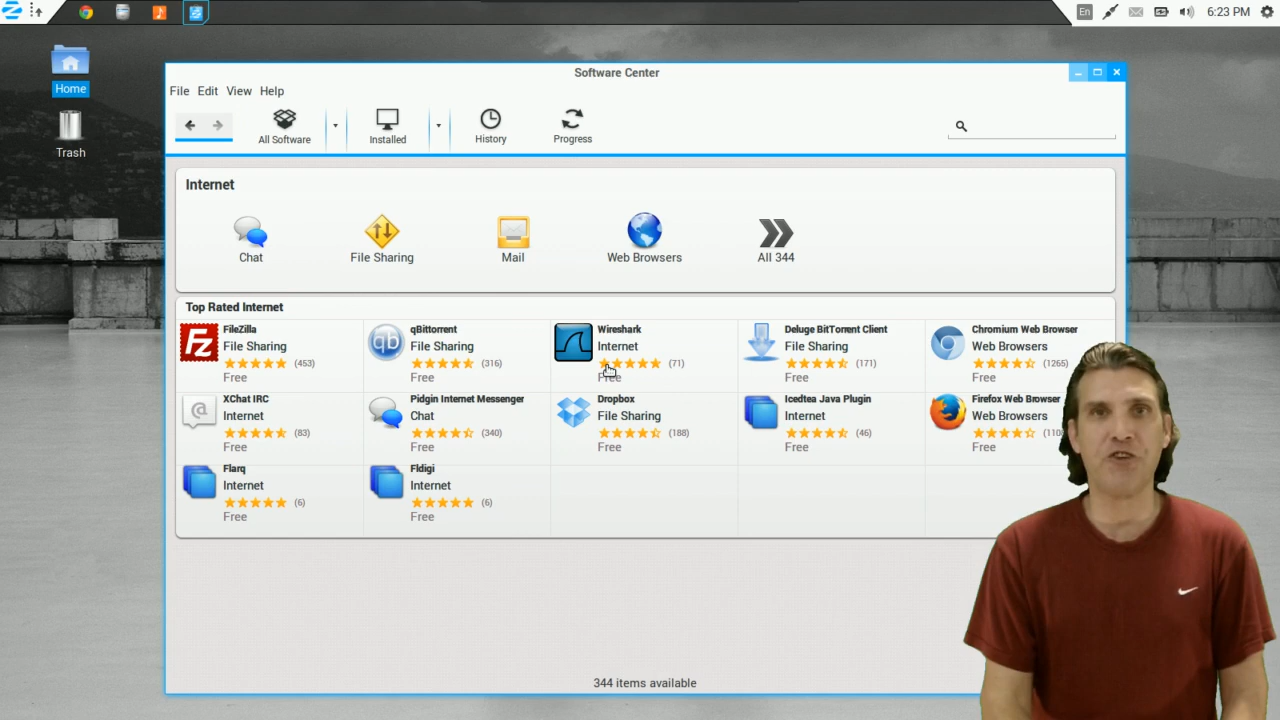 En
6:23 PM
Home
Trash
Software Center
File Edit View Help
All Software
Installed
History
Progress
Internet
Chat
File Sharing
Mail
Web Browsers
All 344
Top Rated Internet
FileZilla
File Sharing
(453)
Free
qBittorrent
File Sharing
(316)
Free
Wireshark
Internet
(71)
Free
Deluge BitTorrent Client
File Sharing
(171)
Free
Chromium Web Browser
Web Browsers
(1265)
Free
XChat IRC
Internet
(83)
Free
Pidgin Internet Messenger
Chat
(340)
Free
Dropbox
File Sharing
(188)
Free
Icedtea Java Plugin
Internet
(46)
Free
Firefox Web Browser
Web Browsers
Free
Flarq
Internet
(6)
Free
Fldigi
Internet
(6)
Free
344 items available